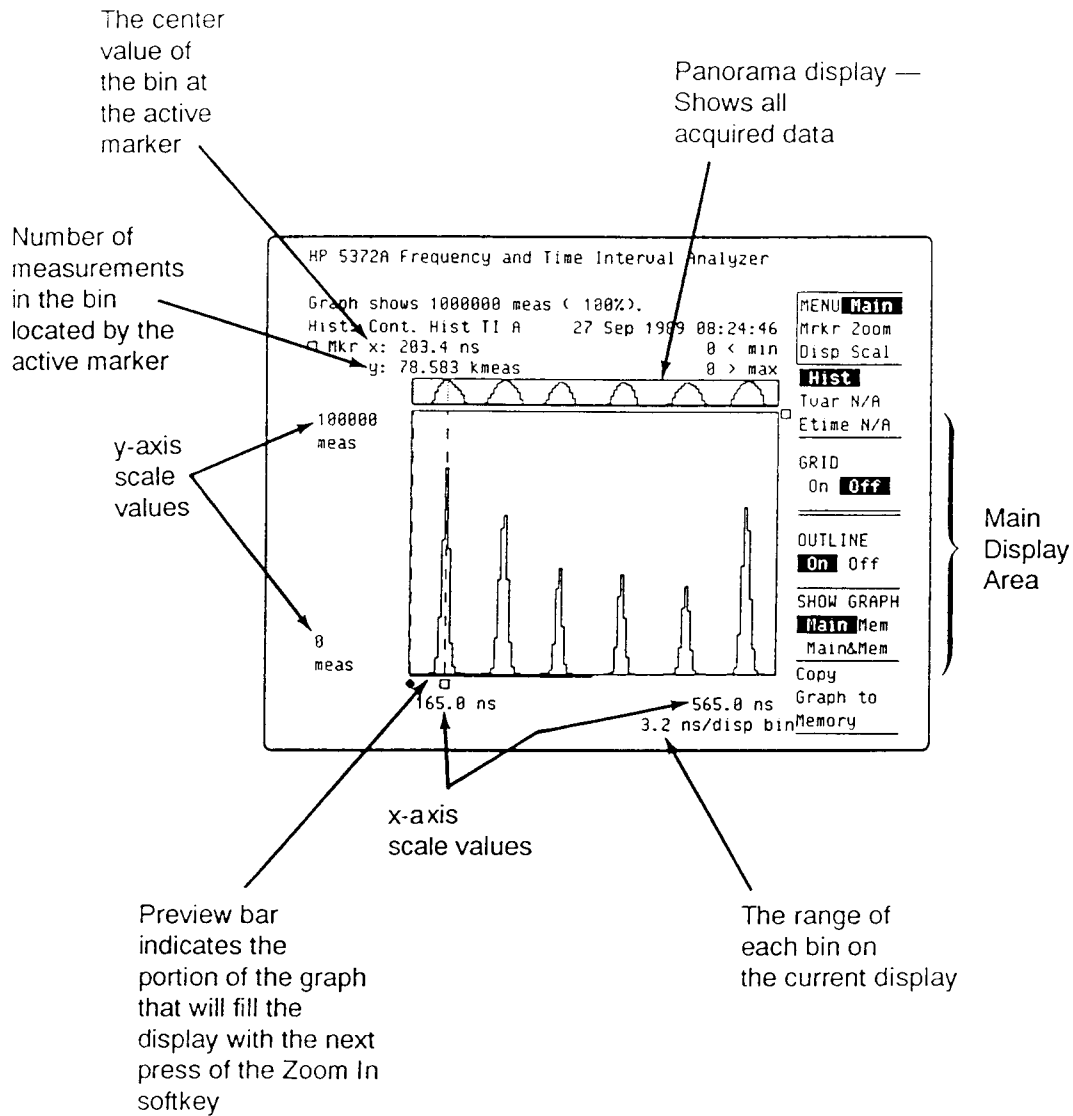 The center
value of
the bin at
the active
marker
Panorama display —
Shows all
acquired data
Number of
measurements
in the bin
located by the
active marker
HP 5372A Frequency and Time Interval Analyzer
Graph shows 1000000 meas ( 100%).
Hist: Cont. Hist TI A 27 Sep 1989 08:24:46
Mkr x: 203.4 ns 0 < min
y: 78.583 kmeas 0 > max
MENU Main
Mrkr Zoom
Disp Scal
Hist
Tvar N/A
Etime N/A
GRID
On Off
OUTLINE
On Off
SHOW GRAPH
Main Mem
Main&Mem
Copy
Graph to
Memory
100000
meas
y-axis
scale
values
0
meas
Main
Display
Area
165.0 ns
565.0 ns
3.2 ns/disp bin
x-axis
scale values
Preview bar
indicates the
portion of the graph
that will fill the
display with the next
press of the Zoom In
softkey
The range of
each bin on
the current display